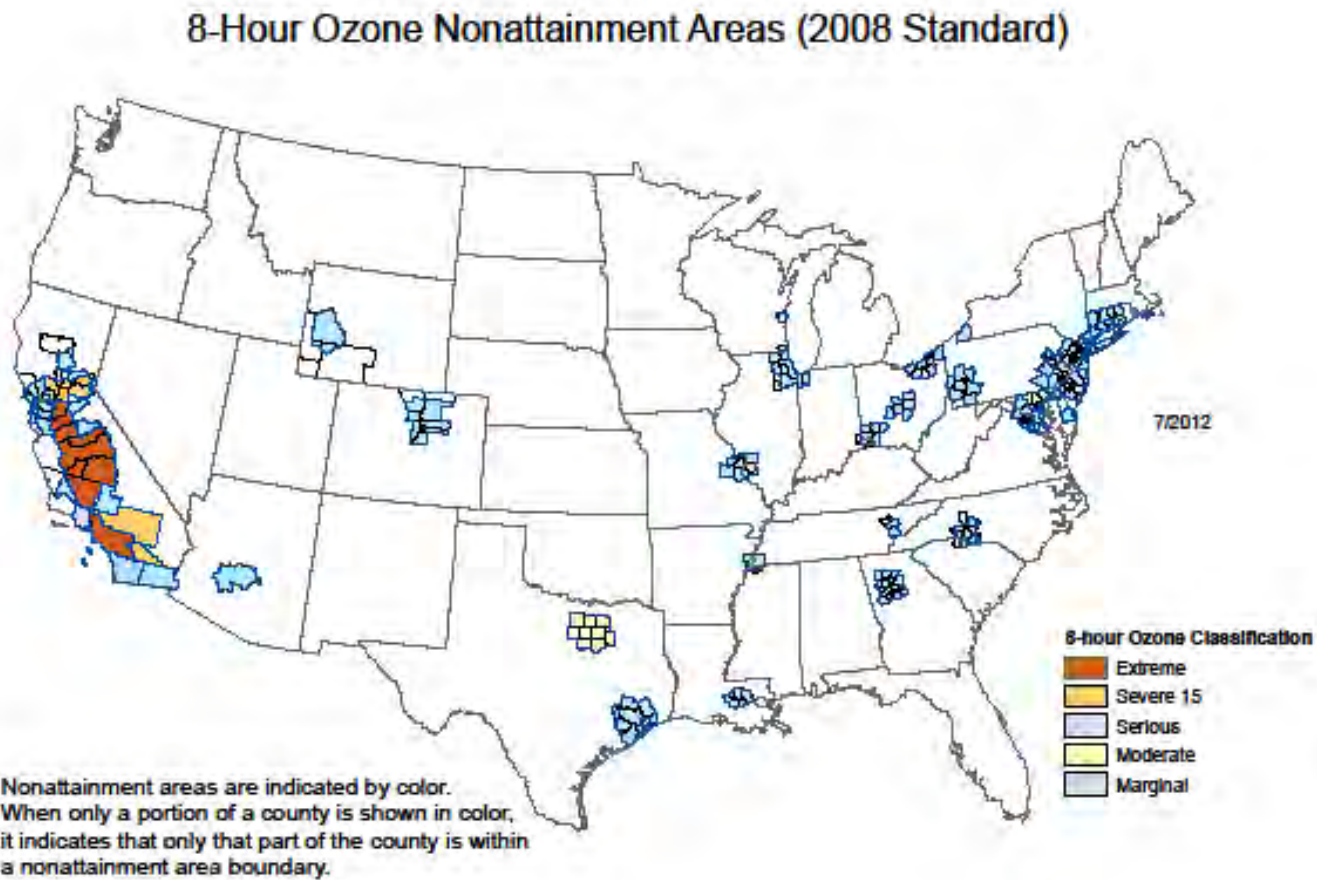 8-Hour Ozone Nonattainment Areas (2008 Standard)
7/2012
8-hour Ozone Classification
Extreme
Severe 15
Serious
Moderate
Marginal
Nonattainment areas are indicated by color.
When only a portion of a county is shown in color,
it indicates that only that part of the county is within
a nonattainment area boundary.